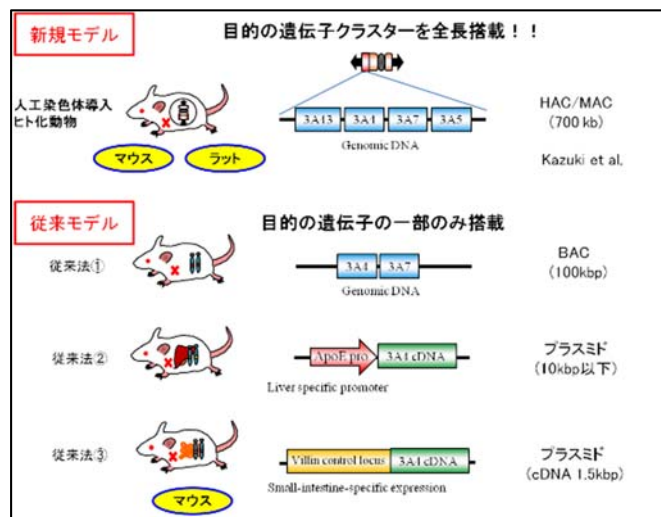 新規モデル
目的の遺伝子クラスターを全長搭載！！
人工染色体導入
ヒト化動物
マウス
ラット
3A43 3A4 3A7 3A5
Genomic DNA
HAC/MAC
(700 kb)
Kazuki et al.
従来モデル
目的の遺伝子の一部のみ搭載
従来法①
3A4 3A7
Genomic DNA
BAC
(100kbp)
従来法②
ApoE pro
3A4 cDNA
Liver specific promoter
プラスミド
(10kbp以下)
従来法③
Villin control locus
3A4 cDNA
Small-intestine-specific expression
プラスミド
(cDNA 1.5kbp)
マウス